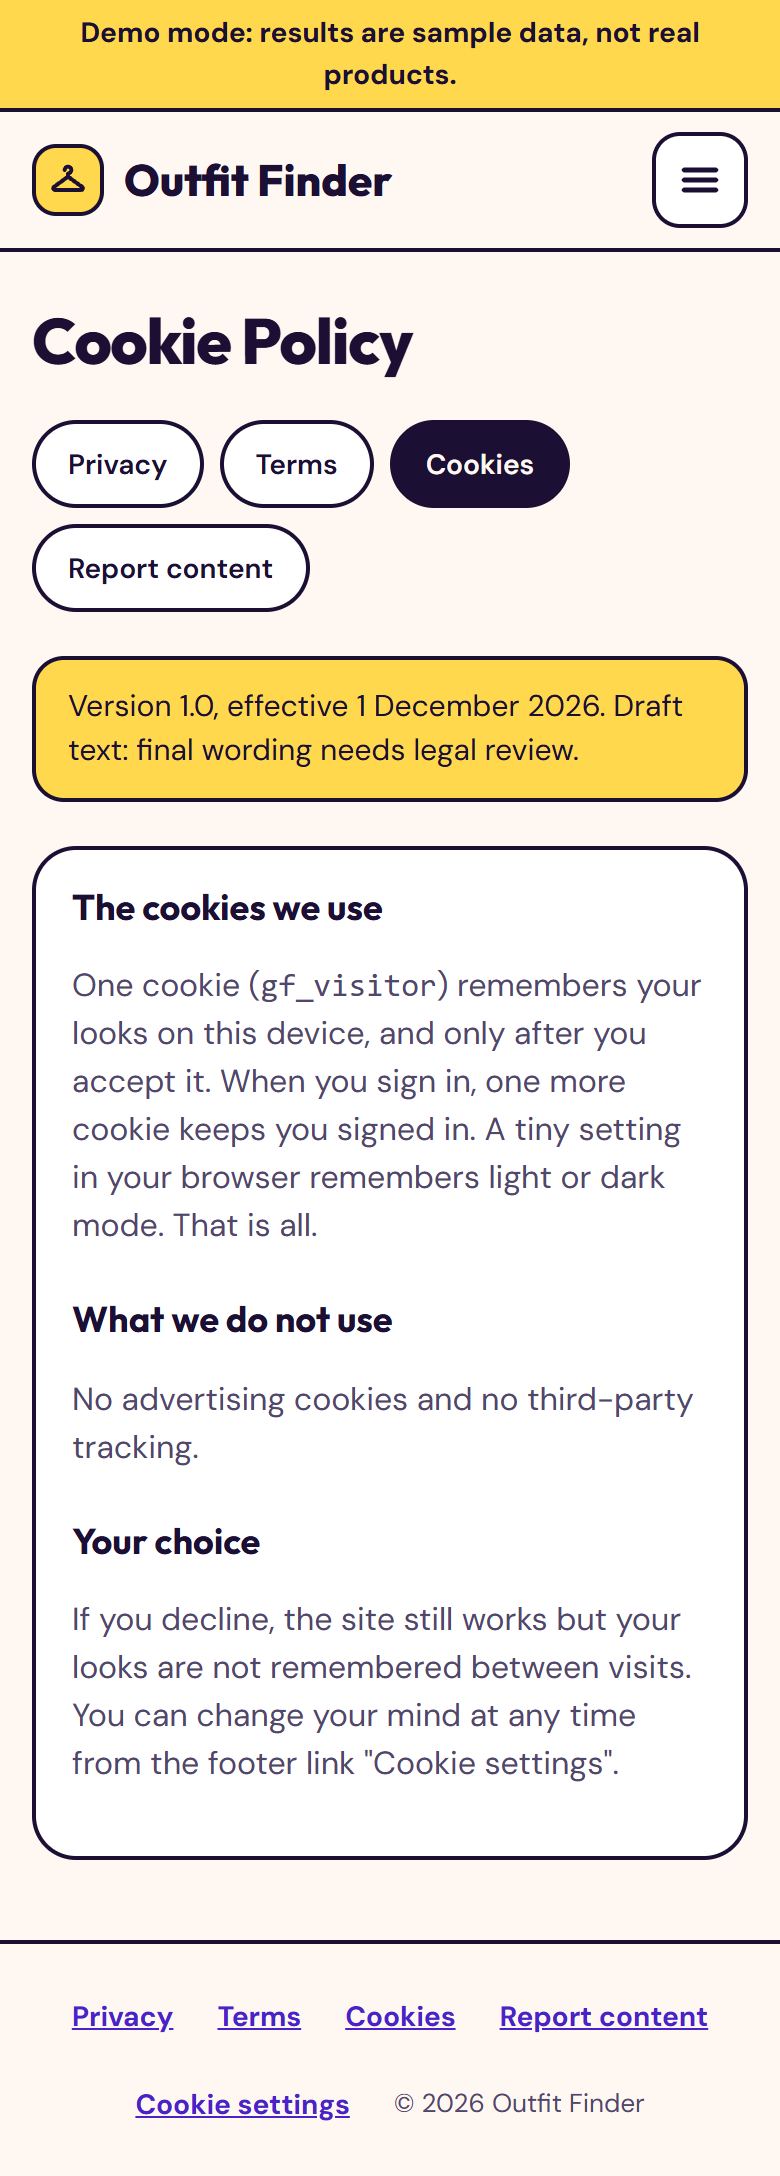 Demo mode: results are sample data, not real
products.
Outfit Finder
Cookie Policy
Privacy
Terms
Cookies
Report content
Version 1.0, effective 1 December 2026. Draft
text: final wording needs legal review.
The cookies we use
One cookie (gf_visitor) remembers your
looks on this device, and only after you
accept it. When you sign in, one more
cookie keeps you signed in. A tiny setting
in your browser remembers light or dark
mode. That is all.
What we do not use
No advertising cookies and no third-party
tracking.
Your choice
If you decline, the site still works but your
looks are not remembered between visits.
You can change your mind at any time
from the footer link "Cookie settings".
Privacy
Terms
Cookies
Report content
Cookie settings
© 2026 Outfit Finder